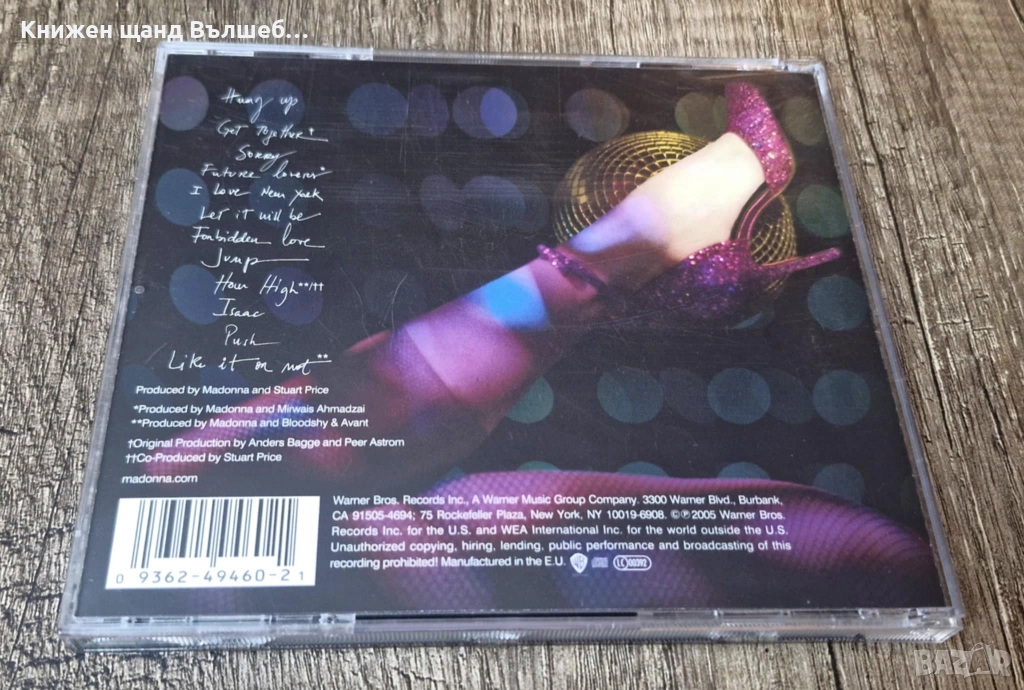 Книжен щанд Вълшеб...
Hung up
Get Together†
Sorry
Future lovers*
I Love New York
Let it will be
Forbidden love
Jump
How High**/††
Isaac
Push
Like it or not**
Produced by Madonna and Stuart Price
*Produced by Madonna and Mirwais Ahmadzai
**Produced by Madonna and Bloodshy & Avant
†Original Production by Anders Bagge and Peer Astrom
††Co-Produced by Stuart Price
madonna.com
Warner Bros. Records Inc., A Warner Music Group Company. 3300 Warner Blvd., Burbank,
CA 91505-4694; 75 Rockefeller Plaza, New York, NY 10019-6908. ©℗2005 Warner Bros.
Records Inc. for the U.S. and WEA International Inc. for the world outside the U.S.
Unauthorized copying, hiring, lending, public performance and broadcasting of this
recording prohibited! Manufactured in the E.U. LC 00392
0 93624-49460-2 1
BAZAR